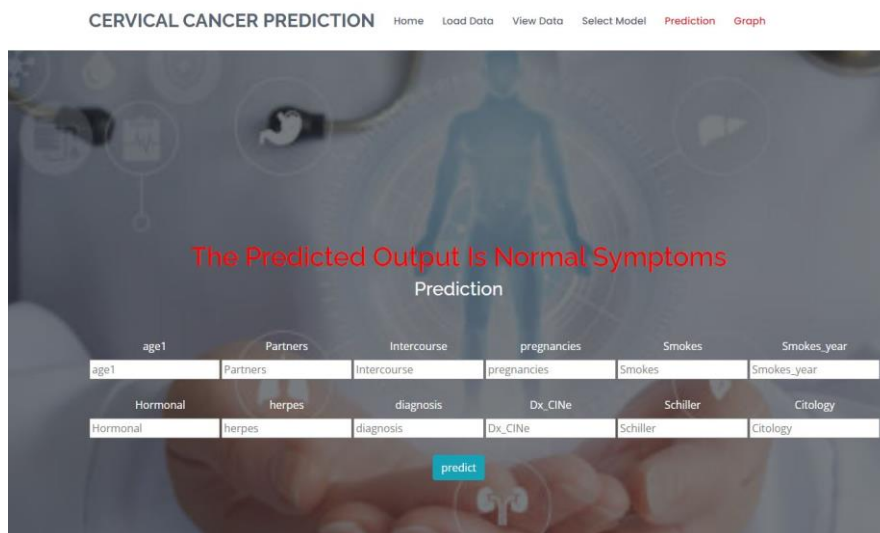 CERVICAL CANCER PREDICTION Home Load Data View Data Select Model Prediction Graph
The Predicted Output Is Normal Symptoms
Prediction
age1 Partners Intercourse pregnancies Smokes Smokes_year
age1 Partners Intercourse pregnancies Smokes Smokes_year
Hormonal herpes diagnosis Dx_CINe Schiller Citology
Hormonal herpes diagnosis Dx_CINe Schiller Citology
predict